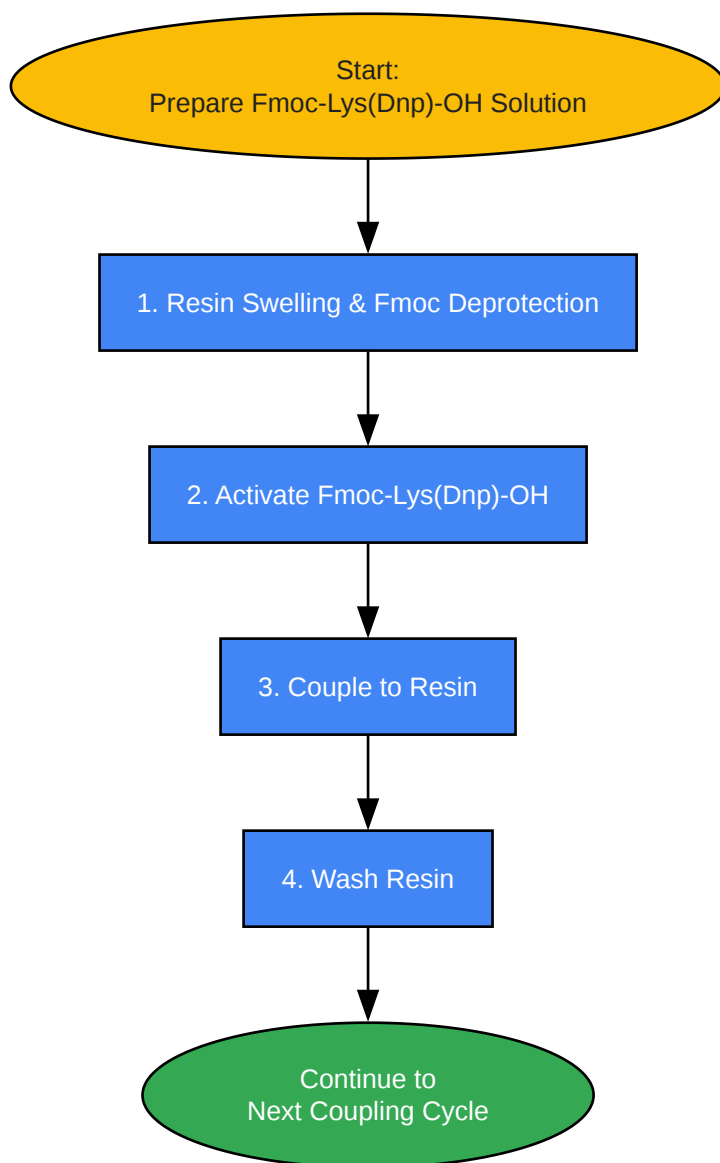 Start:
Prepare Fmoc-Lys(Dnp)-OH Solution
1. Resin Swelling & Fmoc Deprotection
2. Activate Fmoc-Lys(Dnp)-OH
3. Couple to Resin
4. Wash Resin
Continue to
Next Coupling Cycle